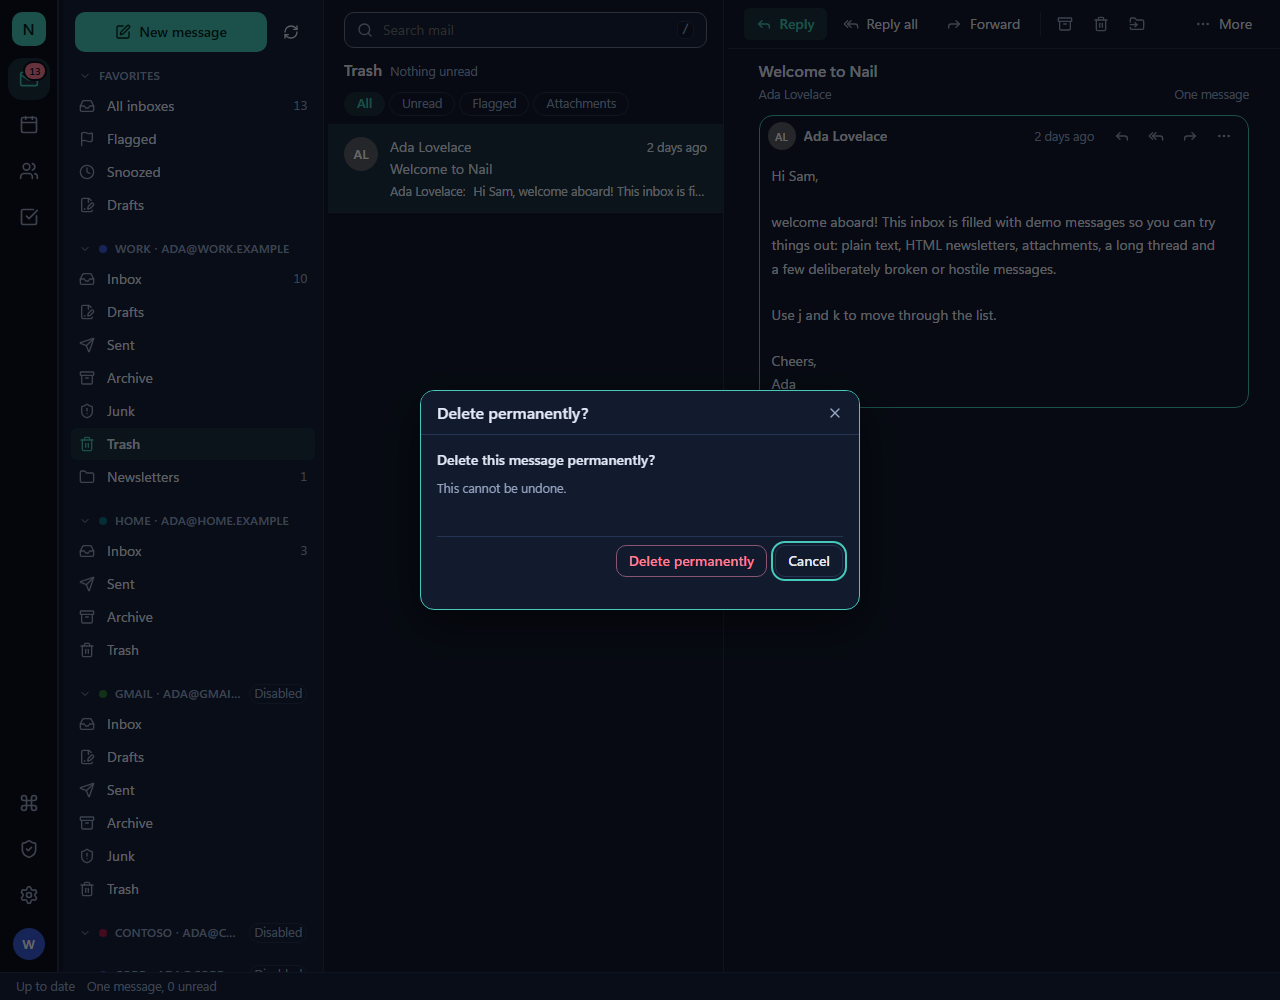 N
13
New message
FAVORITES
All inboxes 13
Flagged
Snoozed
Drafts
WORK · ADA@WORK.EXAMPLE
Inbox 10
Drafts
Sent
Archive
Junk
Trash
Newsletters 1
HOME · ADA@HOME.EXAMPLE
Inbox 3
Sent
Archive
Trash
GMAIL · ADA@GMAI... Disabled
Inbox
Drafts
Sent
Archive
Junk
Trash
CONTOSO · ADA@C... Disabled
W
Up to date One message, 0 unread
Search mail /
Trash Nothing unread
All Unread Flagged Attachments
AL
Ada Lovelace 2 days ago
Welcome to Nail
Ada Lovelace: Hi Sam, welcome aboard! This inbox is fi...
Reply Reply all Forward ··· More
Welcome to Nail
Ada Lovelace One message
AL Ada Lovelace 2 days ago
Hi Sam,
welcome aboard! This inbox is filled with demo messages so you can try
things out: plain text, HTML newsletters, attachments, a long thread and
a few deliberately broken or hostile messages.
Use j and k to move through the list.
Cheers,
Ada
Delete permanently?
Delete this message permanently?
This cannot be undone.
Delete permanently Cancel